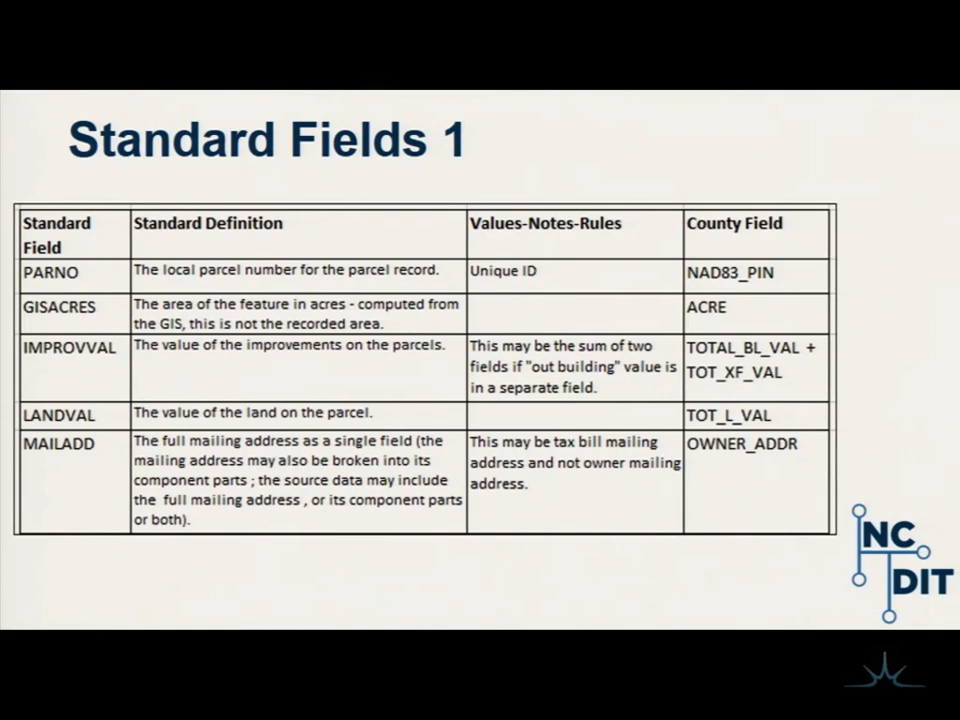 Standard Fields 1
Standard Field
Standard Definition
Values-Notes-Rules
County Field
PARNO
The local parcel number for the parcel record.
Unique ID
NAD83_PIN
GISACRES
The area of the feature in acres - computed from
the GIS, this is not the recorded area.
ACRE
IMPROVVAL
The value of the improvements on the parcels.
This may be the sum of two
fields if "out building" value is
in a separate field.
TOTAL_BL_VAL +
TOT_XF_VAL
LANDVAL
The value of the land on the parcel.
TOT_L_VAL
MAILADD
The full mailing address as a single field (the
mailing address may also be broken into its
component parts ; the source data may include
the full mailing address , or its component parts
or both).
This may be tax bill mailing
address and not owner mailing
address.
OWNER_ADDR
NC
DIT